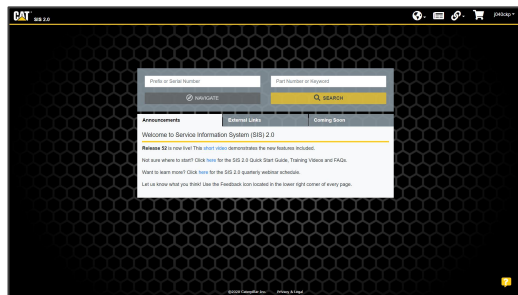 CAT SIS 2.0
j040ckp
Prefix or Serial Number
Part Number or Keyword
NAVIGATE
SEARCH
Announcements
External Links
Coming Soon
Welcome to Service Information System (SIS) 2.0
Release 52 is now live! This short video demonstrates the new features included.
Not sure where to start? Click here for the SIS 2.0 Quick Start Guide, Training Videos and FAQs.
Want to learn more? Click here for the SIS 2.0 quarterly webinar schedule.
Let us know what you think! Use the Feedback icon located in the lower right corner of every page.
©2020 Caterpillar Inc. Privacy & Legal